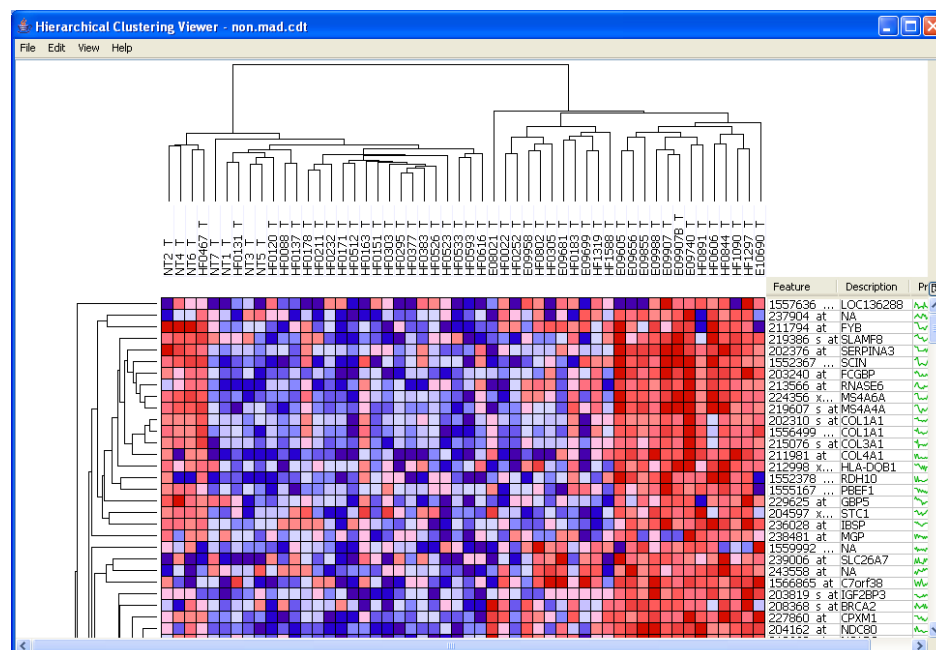 Hierarchical Clustering Viewer - non.mad.cdt
File Edit View Help
NT2 T
NT4 T
NT6 T
HF0467 T
NT7 T
NT1 T
HF0131 T
NT3 T
NT5 T
HF0120 T
HF0088 T
HF0137 T
HF0178 T
HF0211 T
HF0232 T
HF0171 T
HF0512 T
HF0163 T
HF0151 T
HF0303 T
HF0295 T
HF0377 T
HF0383 T
HF0526 T
HF0523 T
HF0533 T
HF0593 T
HF0616 T
E08021 T
HF0022 T
HF0252 T
E09958 T
HF0802 T
HF0305 T
E09681 T
HF0183 T
E09699 T
HF1319 T
HF1588 T
E09605 T
E09656 T
E09855 T
E09988 T
E09907 T
E09907B T
E09740 T
HF0891 T
HF0606 T
HF0844 T
HF1090 T
HF1297 T
E10690 T
Feature Description Pr
1557636 ... LOC136288
237904 at NA
211794 at FYB
219386 s at SLAMF8
202376 at SERPINA3
1552367 ... SCIN
203240 at FCGBP
213566 at RNASE6
224356 x... MS4A6A
219607 s at MS4A4A
202310 s at COL1A1
1556499 ... COL1A1
215076 s at COL3A1
211981 at COL4A1
212998 x... HLA-DQB1
1552378 ... RDH10
1555167 ... PBEF1
229625 at GBP5
204597 x... STC1
236028 at IBSP
238481 at MGP
1559992 ... NA
239006 at SLC26A7
243558 at NA
1566865 at C7orf38
203819 s at IGF2BP3
208368 s at BRCA2
227860 at CPXM1
204162 at NDC80